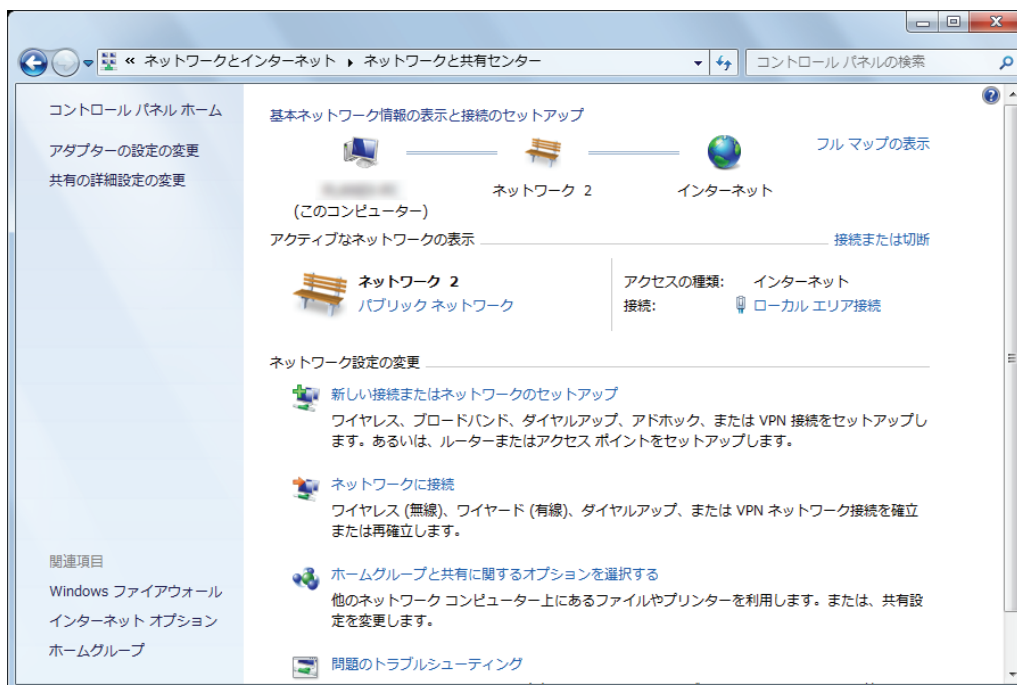 « ネットワークとインターネット ▸ ネットワークと共有センター
コントロール パネルの検索
コントロール パネル ホーム
アダプターの設定の変更
共有の詳細設定の変更
基本ネットワーク情報の表示と接続のセットアップ
フル マップの表示
ネットワーク 2
インターネット
(このコンピューター)
アクティブなネットワークの表示
接続または切断
ネットワーク 2
パブリック ネットワーク
アクセスの種類: インターネット
接続: ローカル エリア接続
ネットワーク設定の変更
新しい接続またはネットワークのセットアップ
ワイヤレス、ブロードバンド、ダイヤルアップ、アドホック、または VPN 接続をセットアップし
ます。あるいは、ルーターまたはアクセス ポイントをセットアップします。
ネットワークに接続
ワイヤレス (無線)、ワイヤード (有線)、ダイヤルアップ、または VPN ネットワーク接続を確立
または再確立します。
ホームグループと共有に関するオプションを選択する
他のネットワーク コンピューター上にあるファイルやプリンターを利用します。または、共有設
定を変更します。
問題のトラブルシューティング
関連項目
Windows ファイアウォール
インターネット オプション
ホームグループ